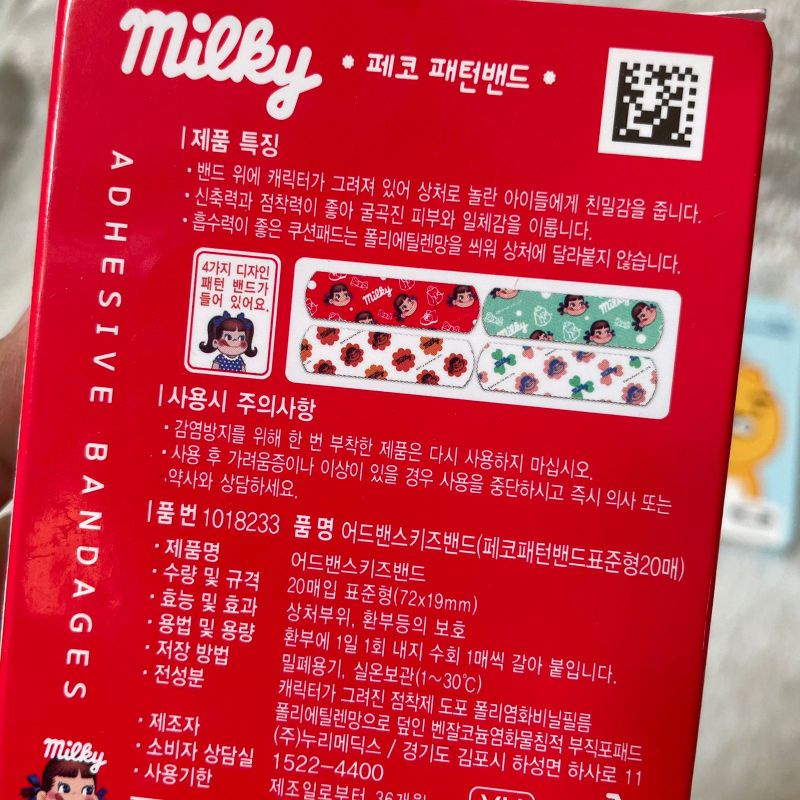 milky
• 페코 패턴밴드 •
ADHESIVE BANDAGES
제품 특징
· 밴드 위에 캐릭터가 그려져 있어 상처로 놀란 아이들에게 친밀감을 줍니다.
· 신축력과 점착력이 좋아 굴곡진 피부와 일체감을 이룹니다.
· 흡수력이 좋은 쿠션패드는 폴리에틸렌망을 씌워 상처에 달라붙지 않습니다.
4가지 디자인
패턴 밴드가
들어 있어요.
milky
milky
사용시 주의사항
· 감염방지를 위해 한 번 부착한 제품은 다시 사용하지 마십시오.
· 사용 후 가려움증이나 이상이 있을 경우 사용을 중단하시고 즉시 의사 또는
약사와 상담하세요.
품 번 1018233 품 명 어드밴스키즈밴드(페코패턴밴드표준형20매)
· 제품명 어드밴스키즈밴드
· 수량 및 규격 20매입 표준형(72x19mm)
· 효능 및 효과 상처부위, 환부등의 보호
· 용법 및 용량 환부에 1일 1회 내지 수회 1매씩 갈아 붙입니다.
· 저장 방법 밀폐용기, 실온보관(1~30℃)
· 전성분 캐릭터가 그려진 점착제 도포 폴리염화비닐필름
폴리에틸렌망으로 덮인 벤잘코늄염화물침적 부직포패드
· 제조자 (주)누리메딕스 / 경기도 김포시 하성면 하사로 11
· 소비자 상담실 1522-4400
· 사용기한 제조일로부터 36개월
milky